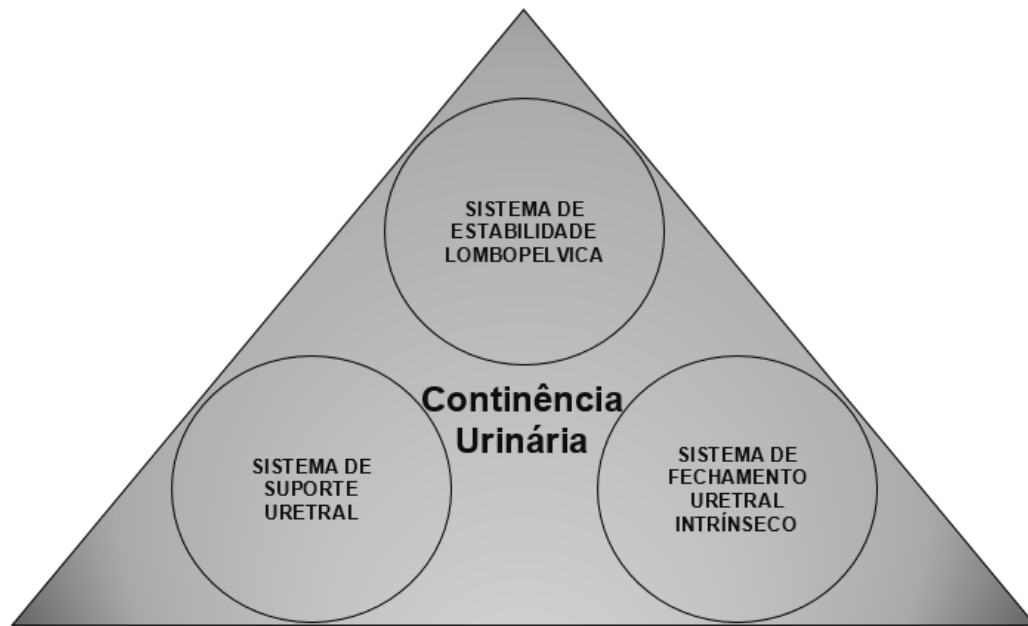 SISTEMA DE
ESTABILIDADE
LOMBOPELVICA
Continência
Urinária
SISTEMA DE
SUPORTE
URETRAL
SISTEMA DE
FECHAMENTO
URETRAL
INTRÍNSECO